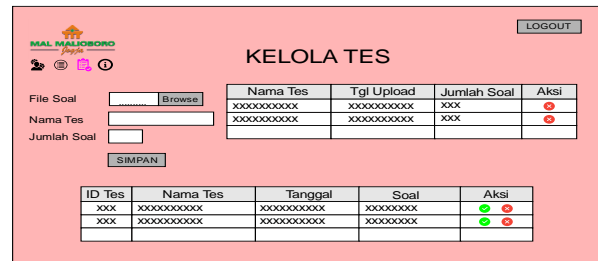 LOGOUT
MAL MALIOBORO
Jogja
KELOLA TES
File Soal .......... Browse
Nama Tes
Jumlah Soal
SIMPAN
Nama Tes Tgl Upload Jumlah Soal Aksi
xxxxxxxxxx xxxxxxxxxx xxx
xxxxxxxxxx xxxxxxxxxx xxx
ID Tes Nama Tes Tanggal Soal Aksi
xxx xxxxxxxxxx xxxxxxxxxx xxxxxxxx
xxx xxxxxxxxxx xxxxxxxxxx xxxxxxxx